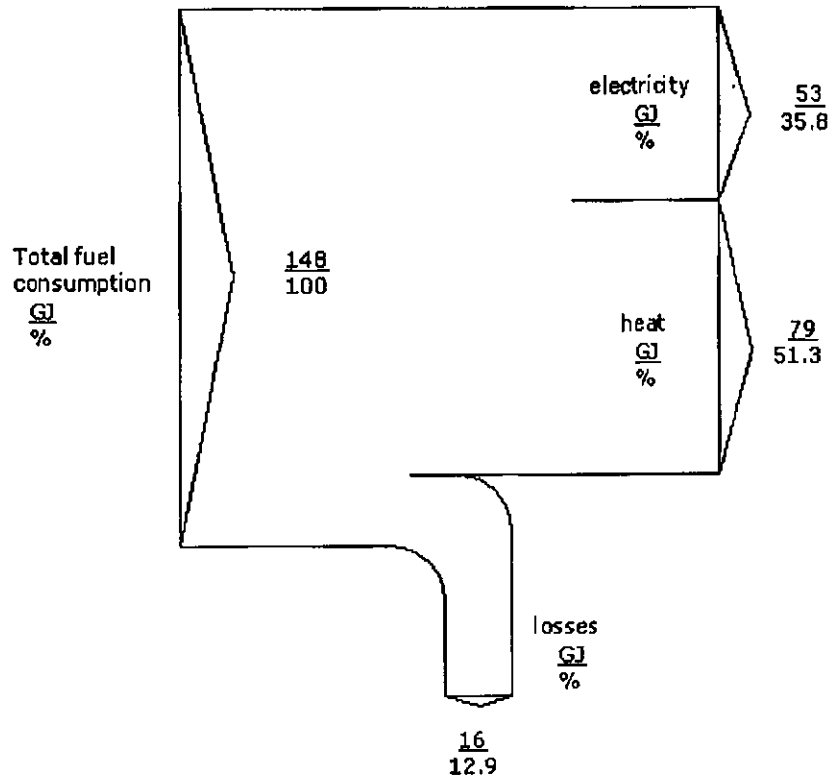 electricity
GJ
%
53
35.8
Total fuel
consumption
GJ
%
148
100
heat
GJ
%
79
51.3
losses
GJ
%
16
12.9